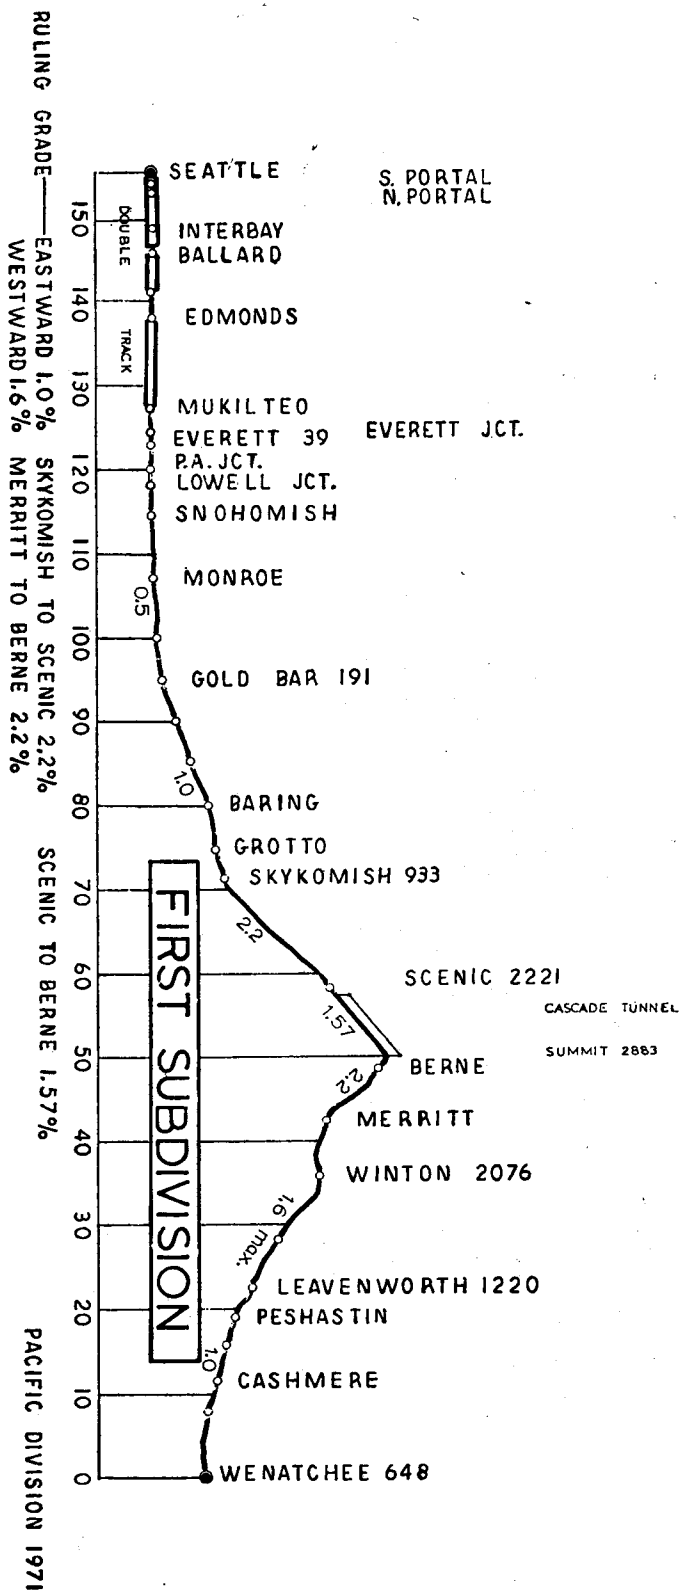 SEATTLE
S. PORTAL
N. PORTAL
INTERBAY
BALLARD
EDMONDS
MUKILTEO
EVERETT 39
EVERETT JCT.
P.A. JCT.
LOWELL JCT.
SNOHOMISH
MONROE
GOLD BAR 191
BARING
GROTTO
SKYKOMISH 933
SCENIC 2221
CASCADE TUNNEL
SUMMIT 2883
BERNE
MERRITT
WINTON 2076
LEAVENWORTH 1220
PESHASTIN
CASHMERE
WENATCHEE 648
DOUBLE TRACK
0.5
1.0
2.2
1.57
2.2
1.6 max.
1.0
FIRST SUBDIVISION
150 140 130 120 110 100 90 80 70 60 50 40 30 20 10 0
RULING GRADE—EASTWARD 1.0% SKYKOMISH TO SCENIC 2.2% SCENIC TO BERNE 1.57%
WESTWARD 1.6% MERRITT TO BERNE 2.2%
PACIFIC DIVISION 1971